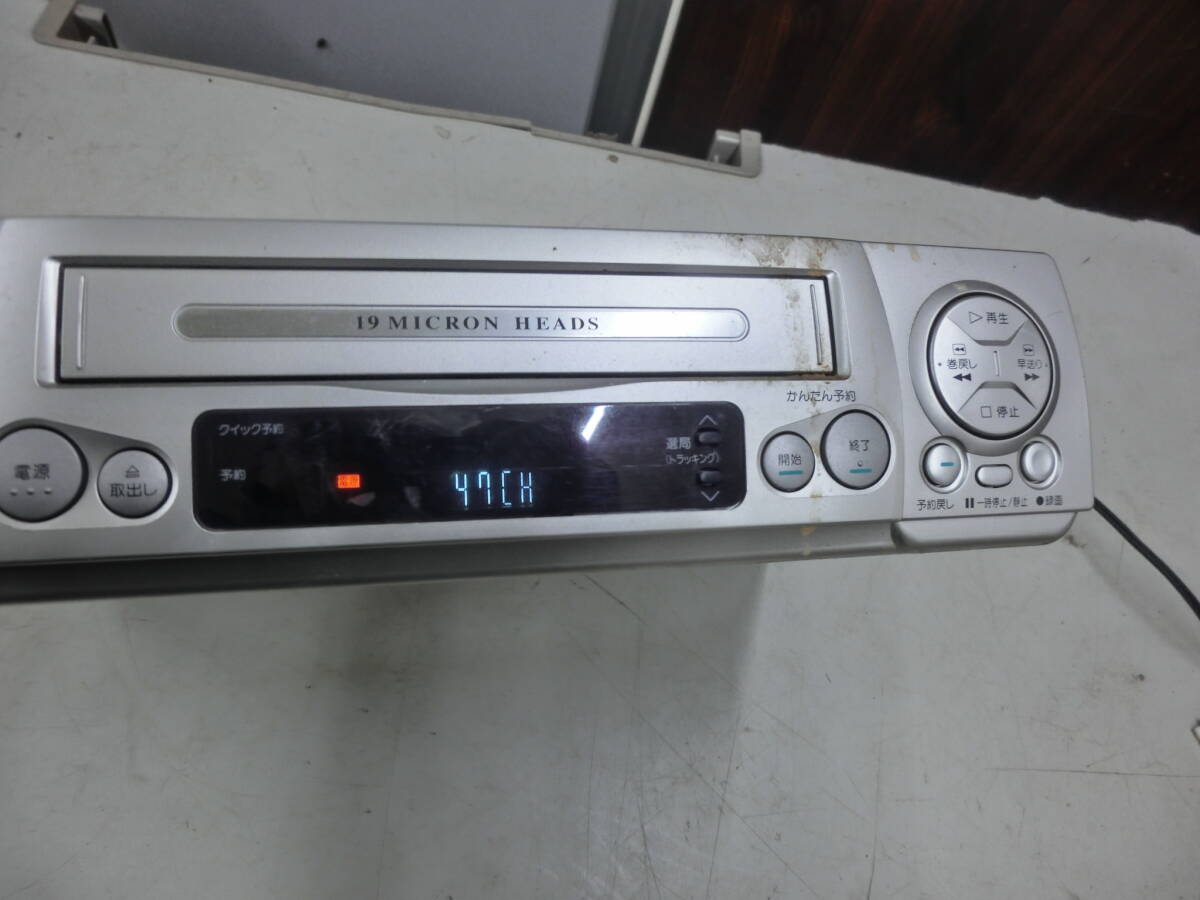 19 MICRON HEADS
▷ 再生
巻戻し
早送り
□ 停止
かんたん予約
クイック予約
選局
(トラッキング)
予約
47CH
電源
取出し
開始
終了
予約戻し
一時停止/静止
●録画